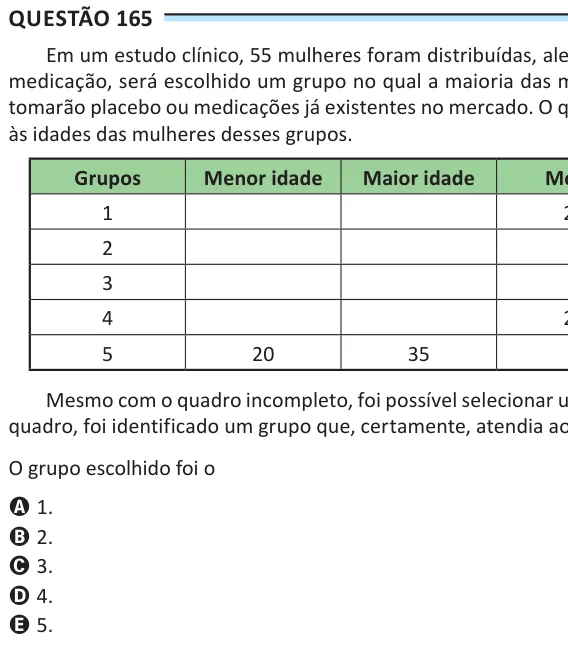 QUESTÃO 165
Em um estudo clínico, 55 mulheres foram distribuídas, ale
medicação, será escolhido um grupo no qual a maioria das m
tomarão placebo ou medicações já existentes no mercado. O q
às idades das mulheres desses grupos.
Grupos Menor idade Maior idade Me
1 2
2
3
4 2
5 20 35
Mesmo com o quadro incompleto, foi possível selecionar u
quadro, foi identificado um grupo que, certamente, atendia ao
O grupo escolhido foi o
A 1.
B 2.
C 3.
D 4.
E 5.